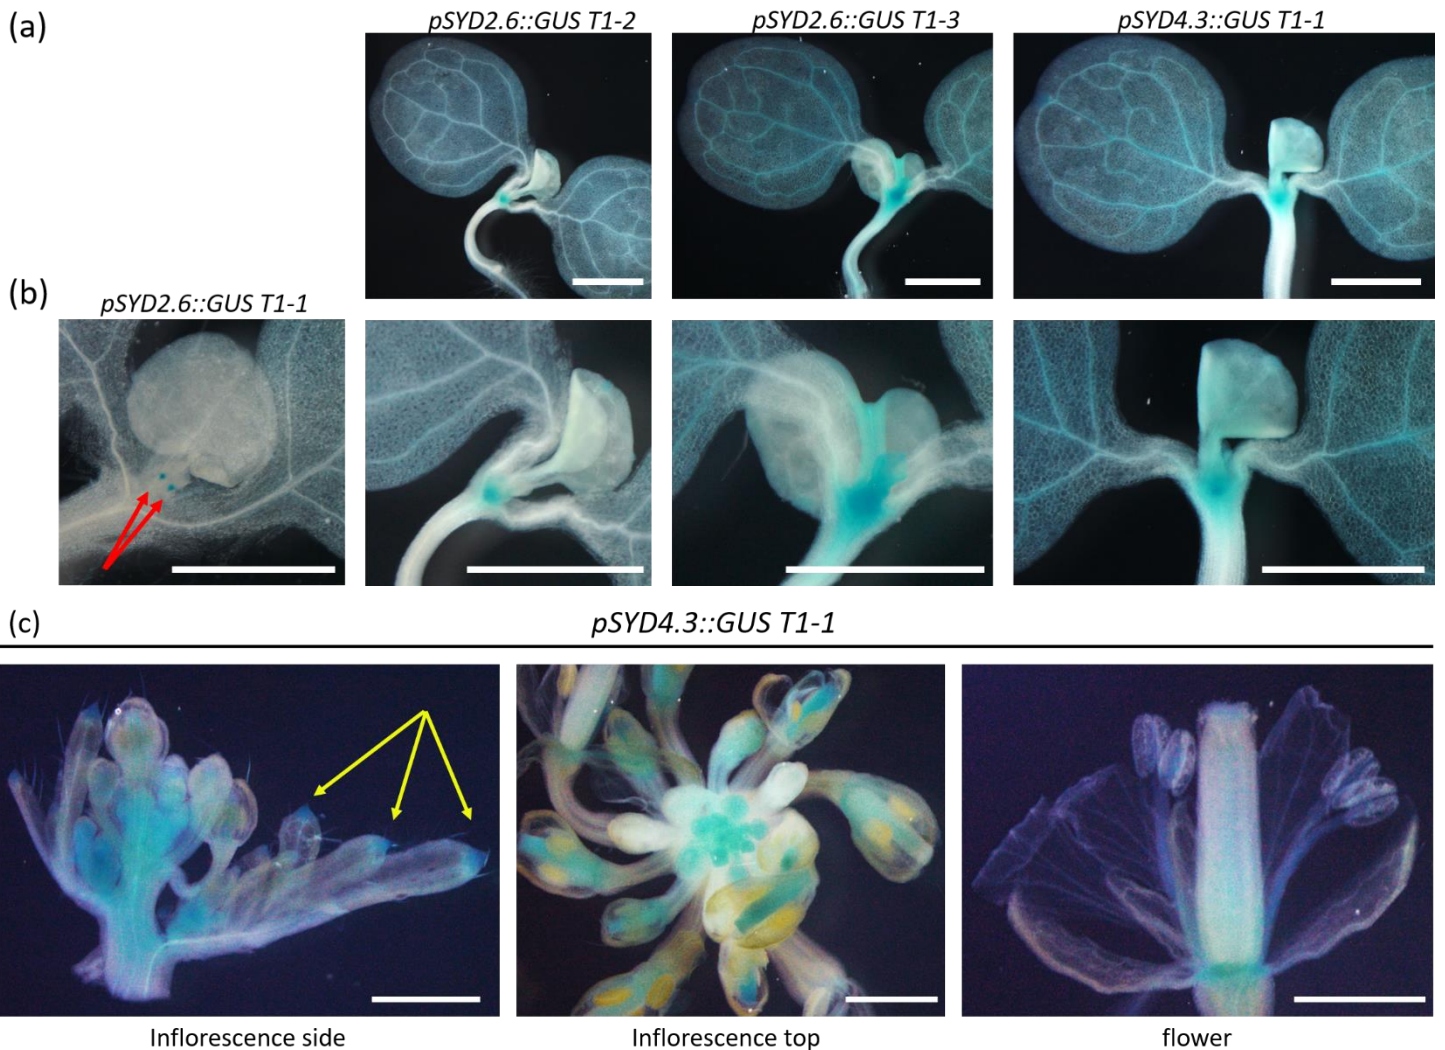 (a)
pSYD2.6::GUS T1-2
pSYD2.6::GUS T1-3
pSYD4.3::GUS T1-1
(b)
pSYD2.6::GUS T1-1
(c)
pSYD4.3::GUS T1-1
Inflorescence side
Inflorescence top
flower